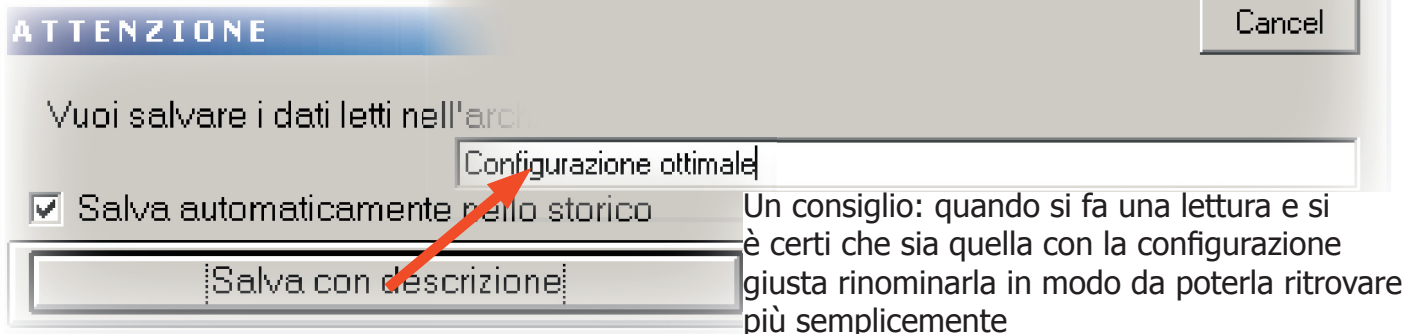 ATTENZIONE
Cancel
Vuoi salvare i dati letti nell'arch
Configurazione ottimale
Salva automaticamente nello storico
Salva con descrizione
Un consiglio: quando si fa una lettura e si
è certi che sia quella con la configurazione
giusta rinominarla in modo da poterla ritrovare
più semplicemente